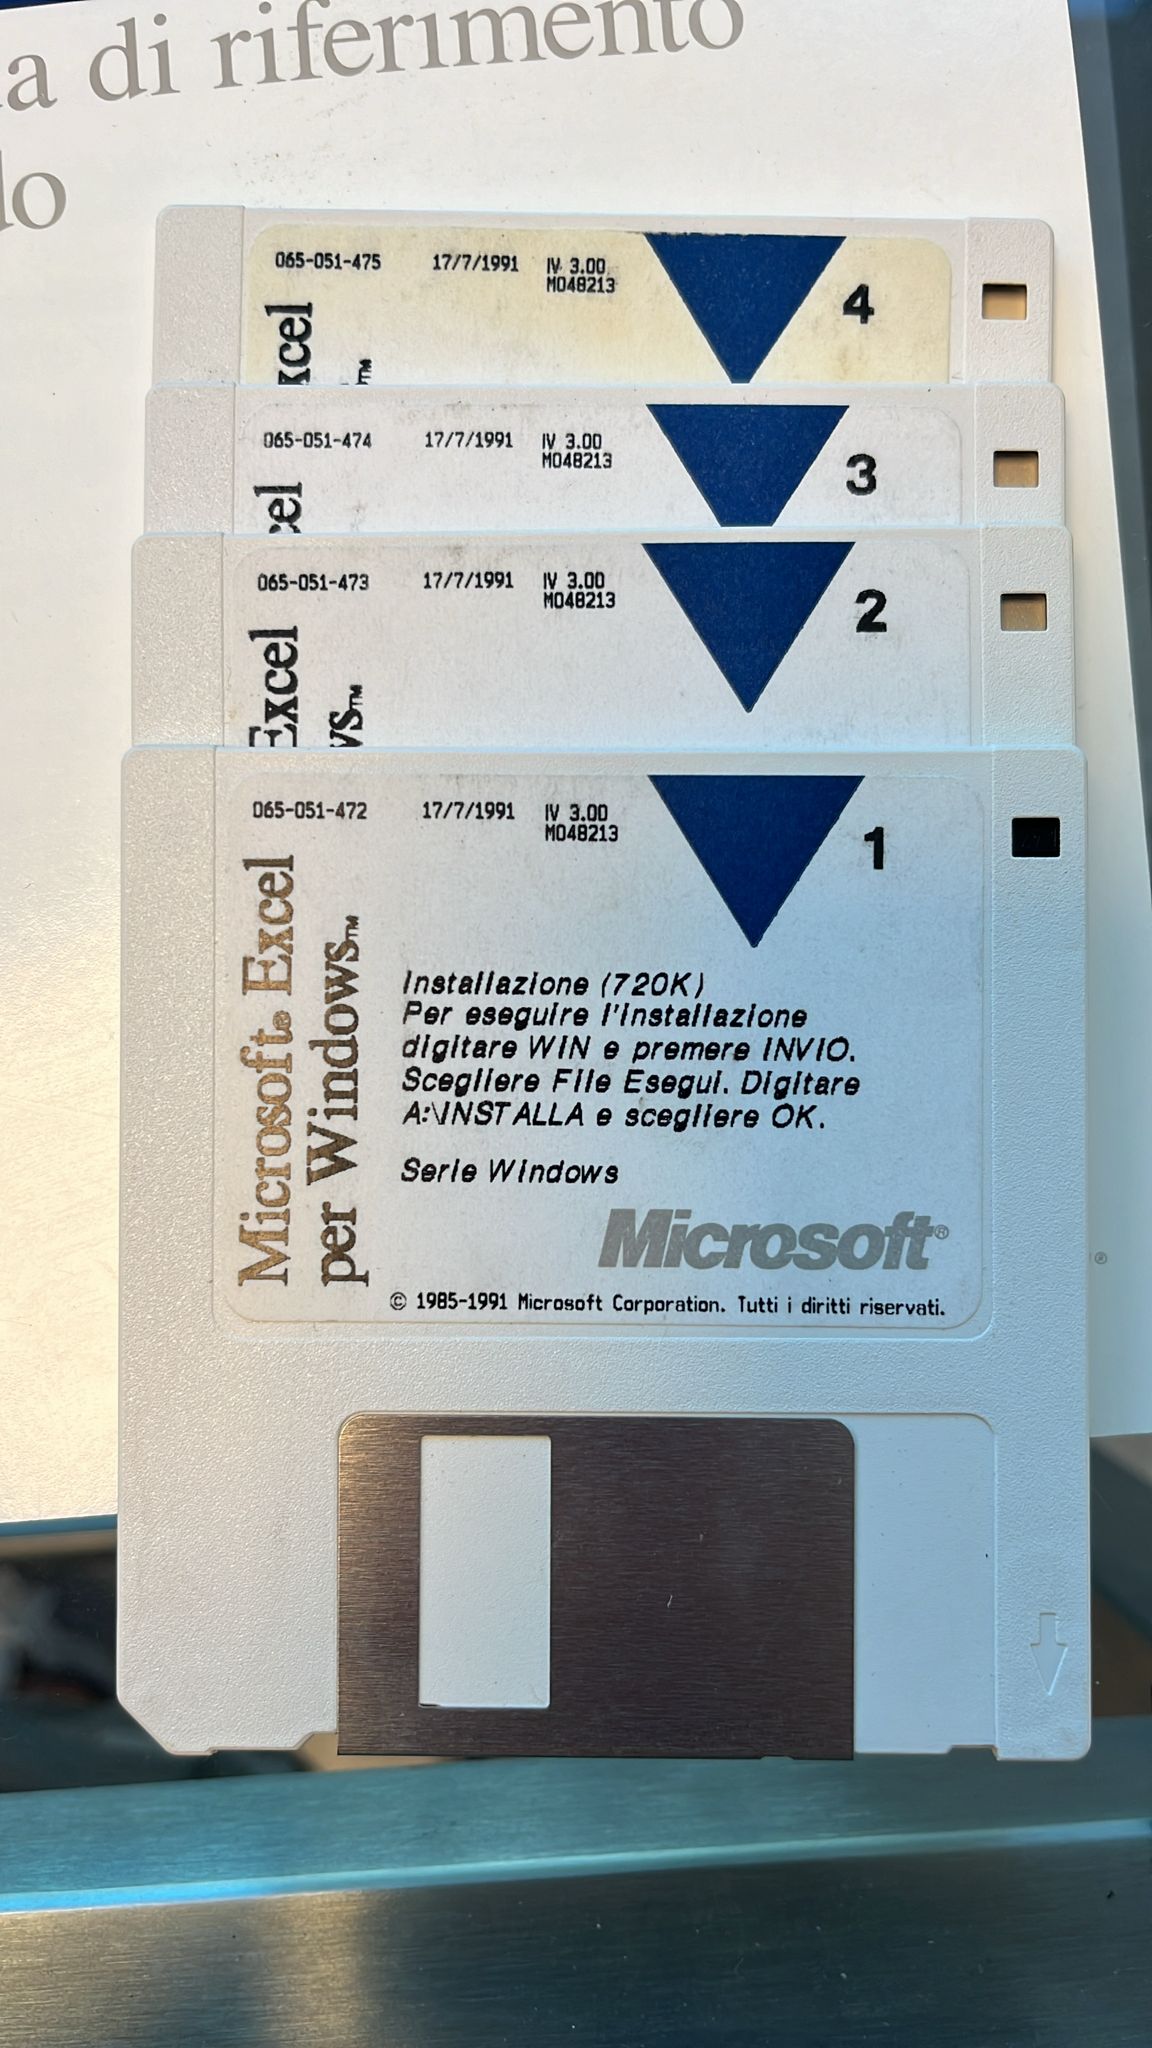 di riferimento
065-051-475 17/7/1991 IV 3.00
M048213
4
065-051-474 17/7/1991 IV 3.00
M048213
3
065-051-473 17/7/1991 IV 3.00
M048213
2
Excel
065-051-472 17/7/1991 IV 3.00
M048213
1
Microsoft® Excel
per Windows™
Installazione (720K)
Per eseguire l'installazione
digitare WIN e premere INVIO.
Scegliere File Esegui. Digitare
A:\INSTALLA e scegliere OK.
Serie Windows
Microsoft®
© 1985-1991 Microsoft Corporation. Tutti i diritti riservati.